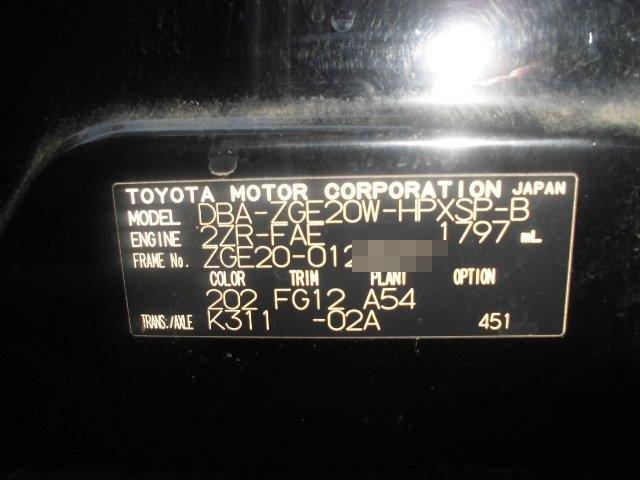 TOYOTA MOTOR CORPORATION JAPAN
MODEL DBA-ZGE20W-HPXSP-B
ENGINE 2ZR-FAE 1797 mL
FRAME No. ZGE20-012
COLOR TRIM PLANT OPTION
202 FG12 A54
TRANS./AXLE K311 -02A 451